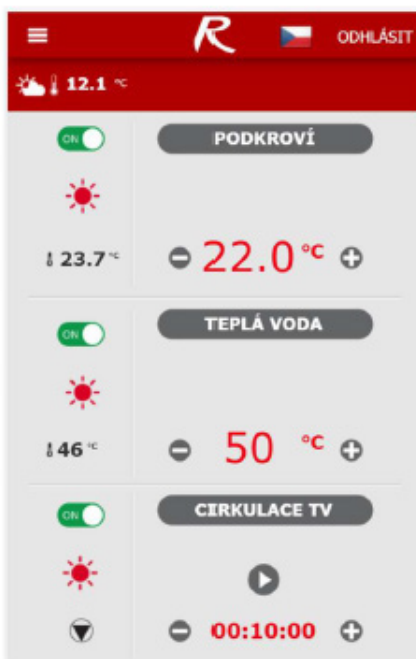 R ODHLÁSIT
12.1 °C
ON PODKROVÍ
23.7 °C 22.0 °C
ON TEPLÁ VODA
46 °C 50 °C
ON CIRKULACE TV
00:10:00